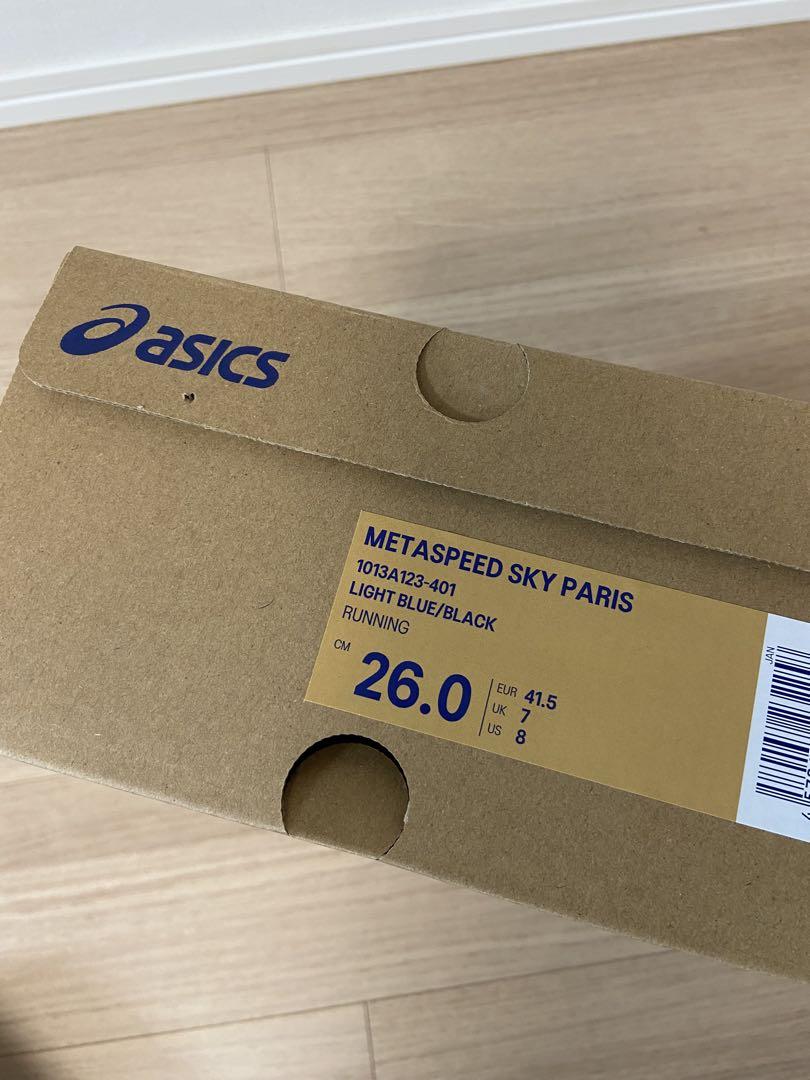 asics
METASPEED SKY PARIS
1013A123-401
LIGHT BLUE/BLACK
RUNNING
CM 26.0
EUR 41.5
UK 7
US 8
JAN